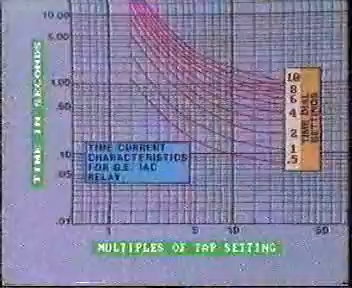 10.00
5.00
1.00
.50
.10
.05
.01
TIME IN SECONDS
TIME CURRENT
CHARACTERISTICS
FOR G.E. IAC
RELAY.
10
8
6
4
2
1
.5
TIME DIAL
SETTINGS
1
5
10
50
MULTIPLES OF TAP SETTING